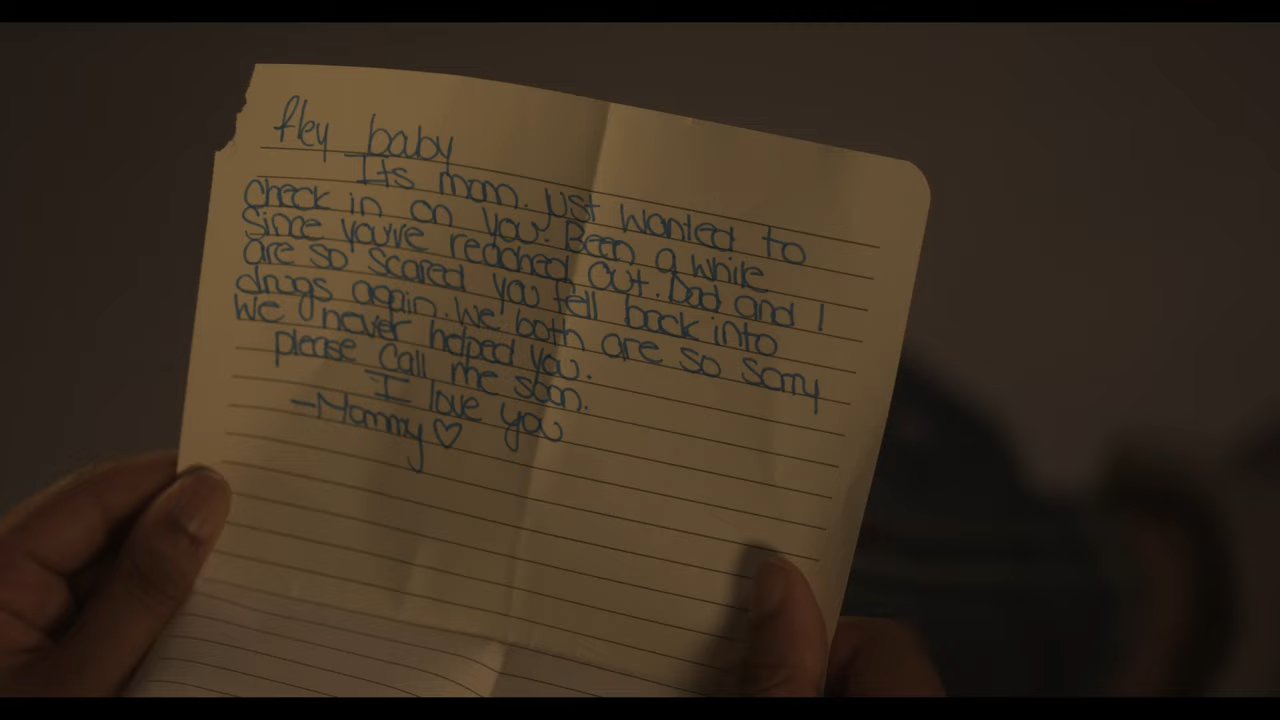 Hey baby
Its mom. Just wanted to
check in on you. Been a while
since you've reached out. Dad and I
are so scared you fell back into
drugs again. We both are so sorry
we never helped you.
please call me soon.
I love you
-Mommy ♡